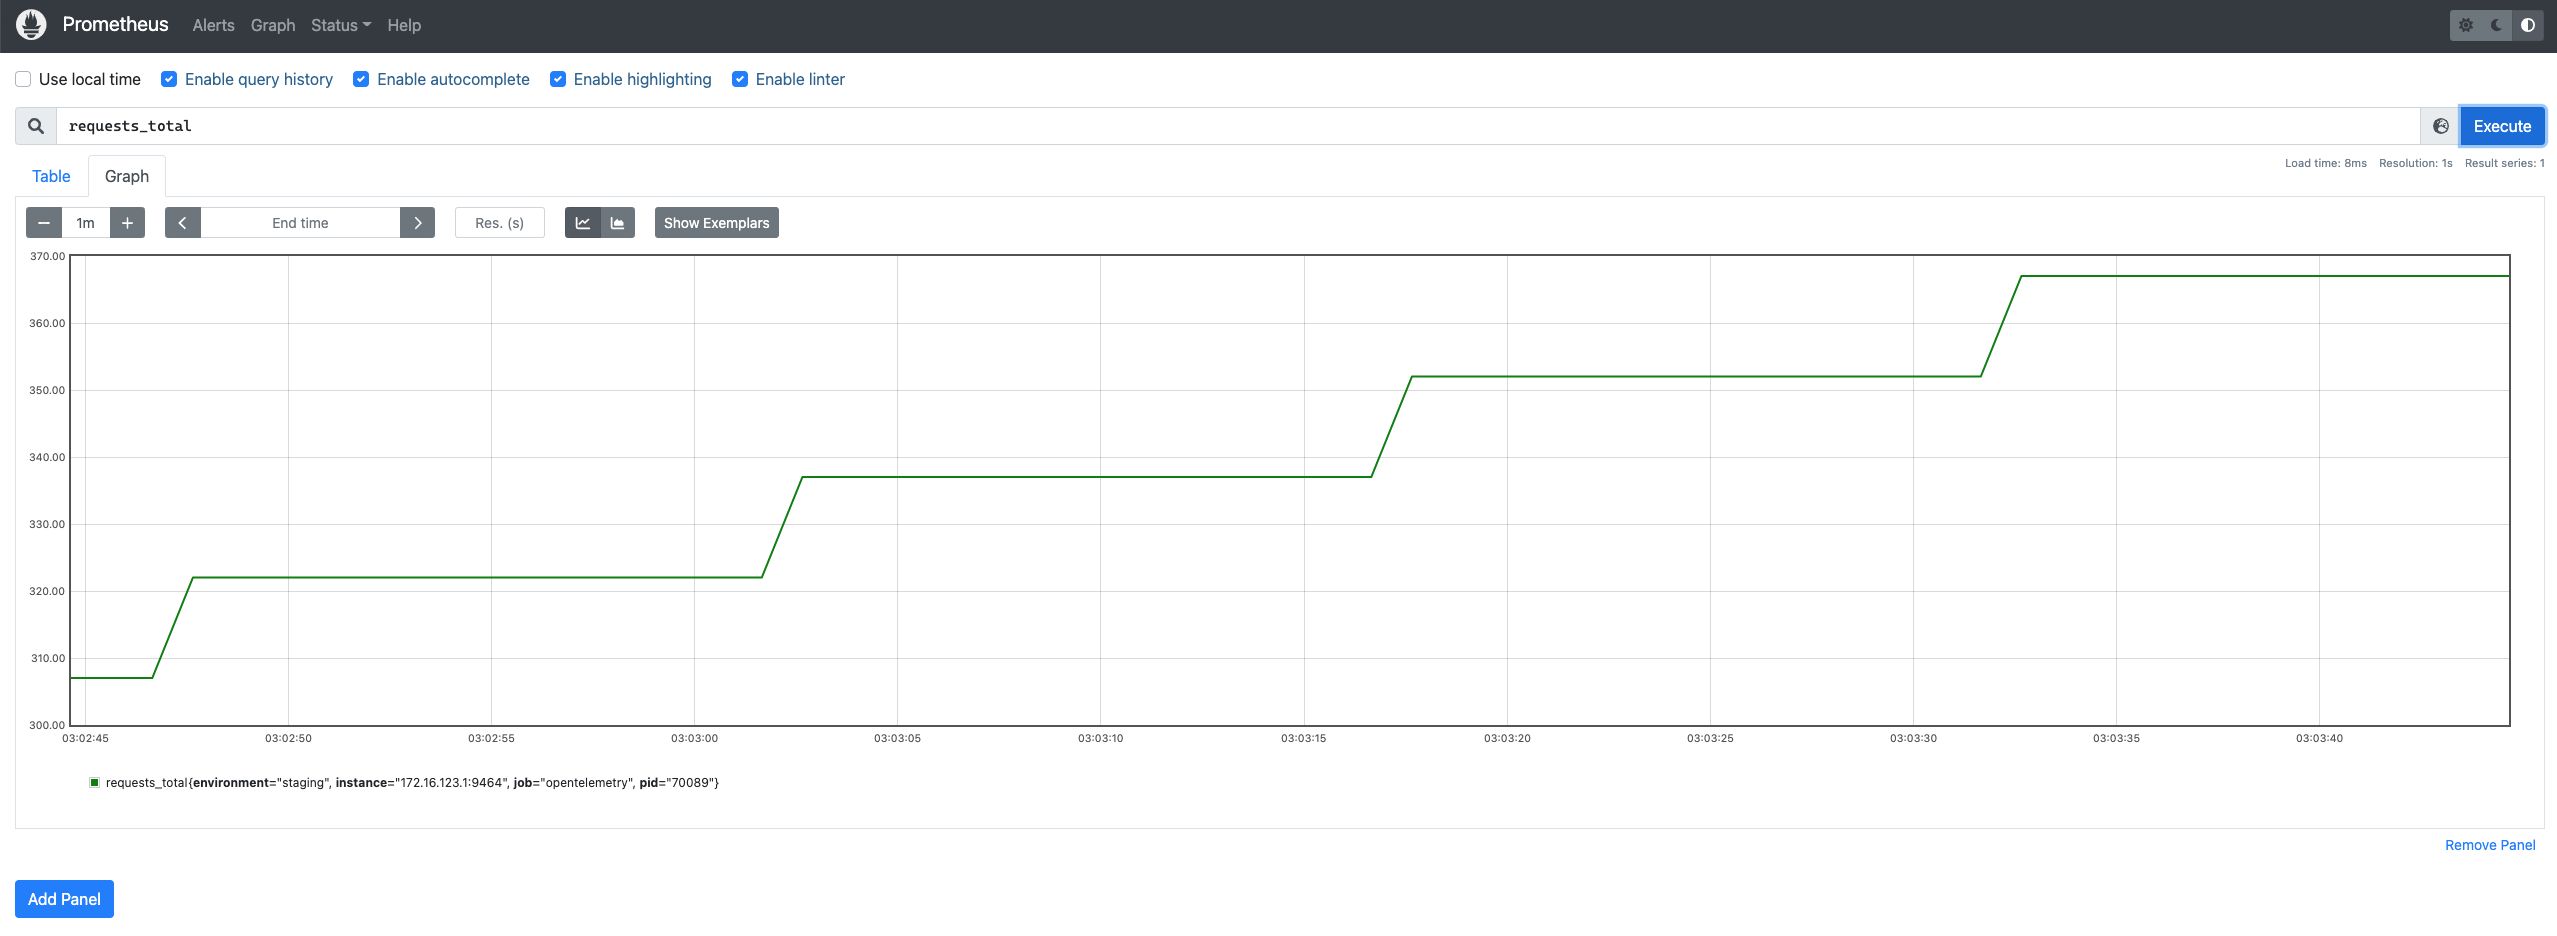 Prometheus Alerts Graph Status Help
Use local time Enable query history Enable autocomplete Enable highlighting Enable linter
requests_total
Execute
Table Graph
Load time: 8ms Resolution: 1s Result series: 1
1m End time Res. (s) Show Exemplars
370.00
360.00
350.00
340.00
330.00
320.00
310.00
300.00
03:02:45 03:02:50 03:02:55 03:03:00 03:03:05 03:03:10 03:03:15 03:03:20 03:03:25 03:03:30 03:03:35 03:03:40
requests_total{environment="staging", instance="172.16.123.1:9464", job="opentelemetry", pid="70089"}
Remove Panel
Add Panel